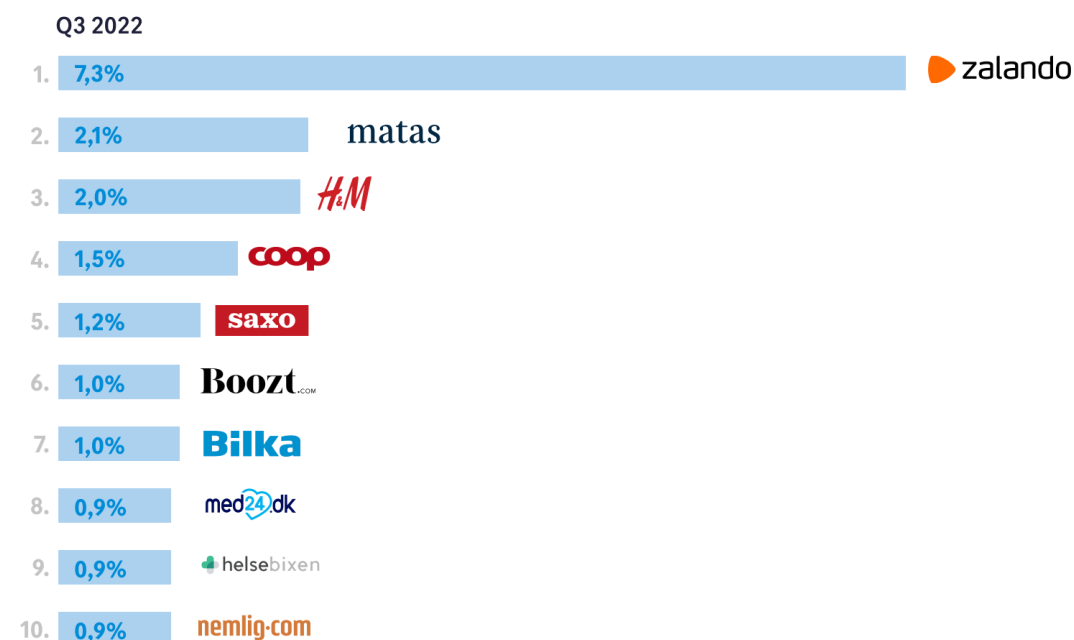 Q3 2022
1. 7,3% zalando
2. 2,1% matas
3. 2,0% H&M
4. 1,5% coop
5. 1,2% saxo
6. 1,0% Boozt.COM
7. 1,0% Bilka
8. 0,9% med24.dk
9. 0,9% helsebixen
10. 0,9% nemlig.com